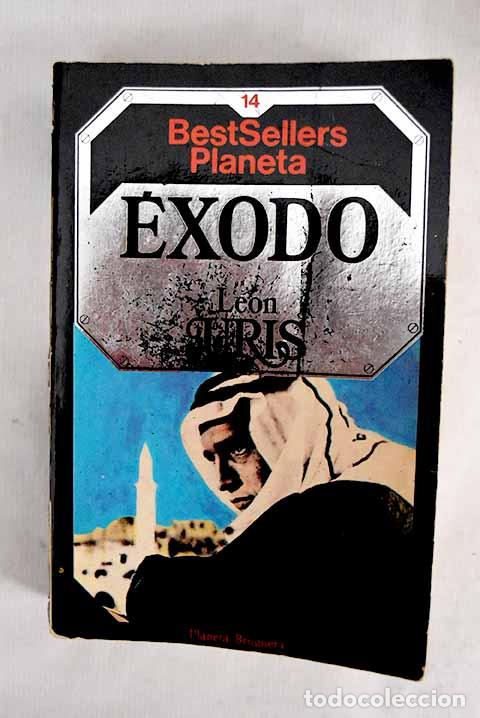 14
BestSellers
Planeta
ÉXODO
León
URIS
Planeta Bruguera
todocoleccion